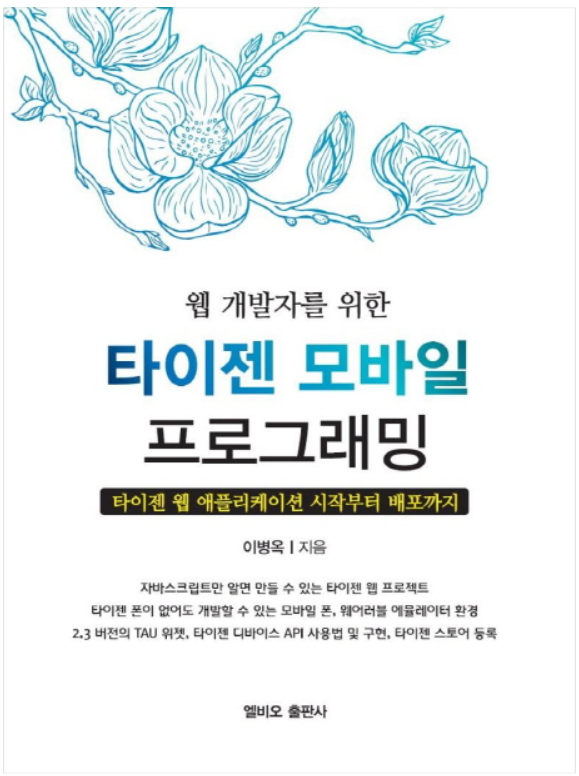 웹 개발자를 위한
타이젠 모바일
프로그래밍
타이젠 웹 애플리케이션 시작부터 배포까지
이병옥 | 지음
자바스크립트만 알면 만들 수 있는 타이젠 웹 프로젝트
타이젠 폰이 없어도 개발할 수 있는 모바일 폰, 웨어러블 에뮬레이터 환경
2.3 버전의 TAU 위젯, 타이젠 디바이스 API 사용법 및 구현, 타이젠 스토어 등록
엘비오 출판사